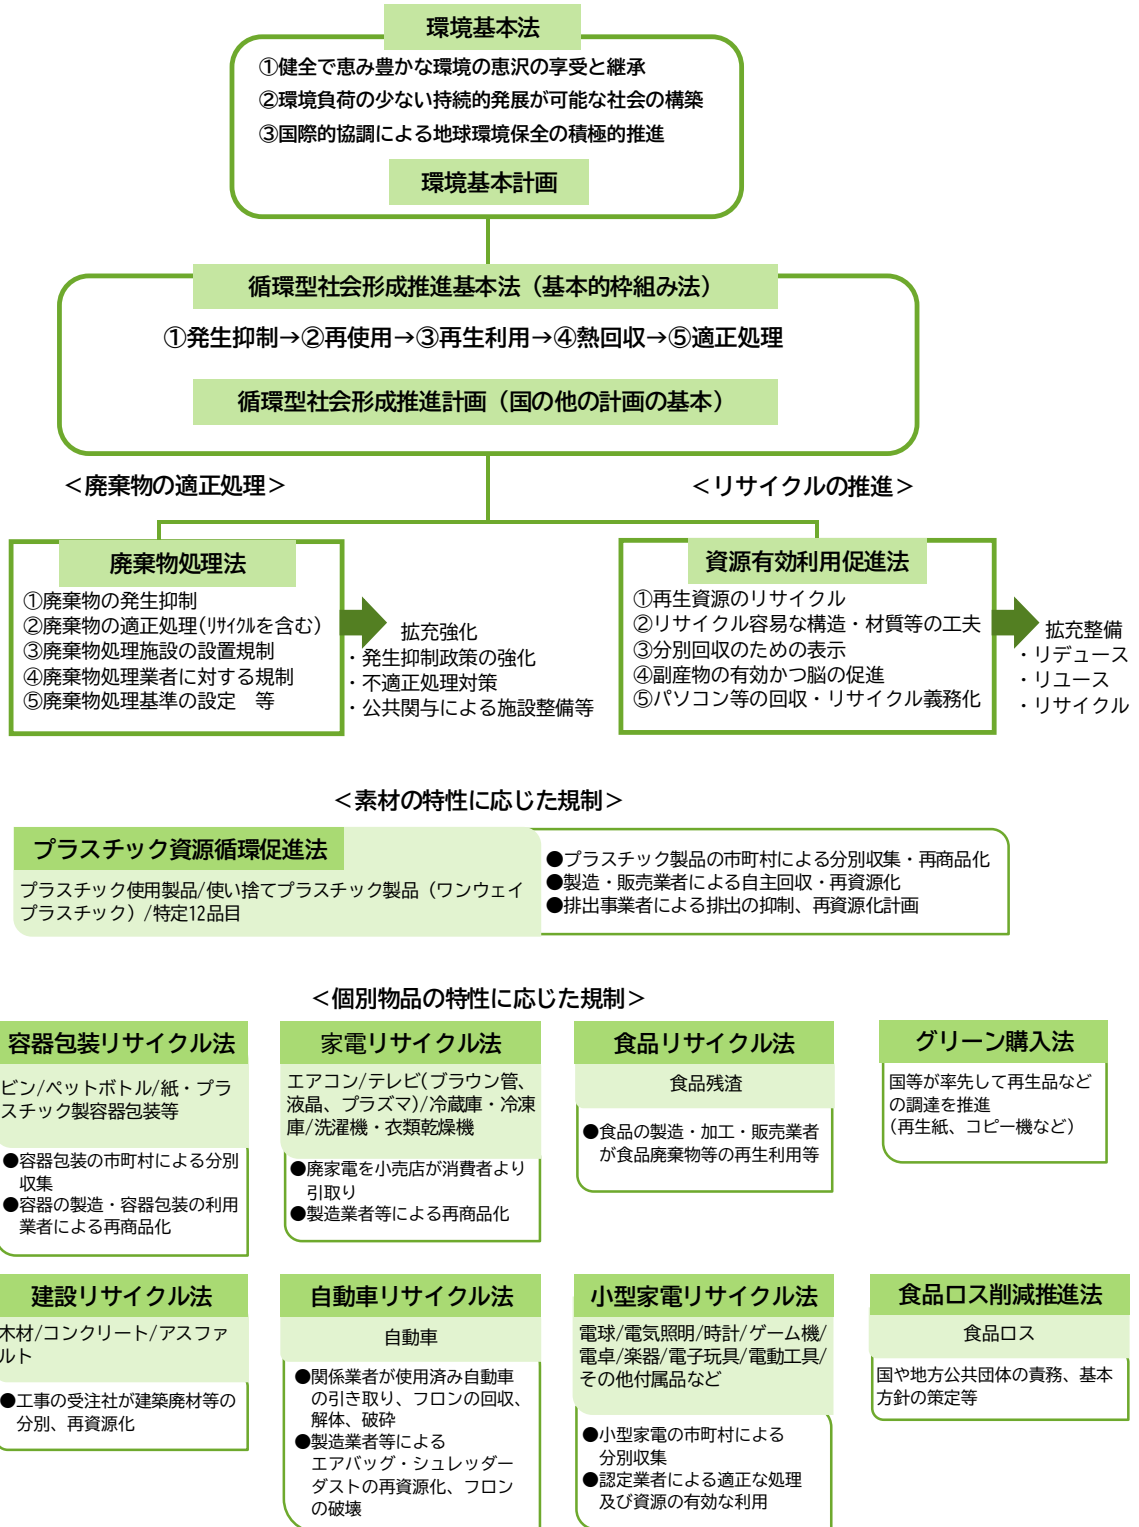 環境基本法
①健全で恵み豊かな環境の恵沢の享受と継承
②環境負荷の少ない持続的発展が可能な社会の構築
③国際的協調による地球環境保全の積極的推進
環境基本計画
循環型社会形成推進基本法（基本的枠組み法）
①発生抑制→②再使用→③再生利用→④熱回収→⑤適正処理
循環型社会形成推進計画（国の他の計画の基本）
＜廃棄物の適正処理＞
＜リサイクルの推進＞
廃棄物処理法
①廃棄物の発生抑制
②廃棄物の適正処理(ﾘｻｲｸﾙを含む)
③廃棄物処理施設の設置規制
④廃棄物処理業者に対する規制
⑤廃棄物処理基準の設定　等
拡充強化
・発生抑制政策の強化
・不適正処理対策
・公共関与による施設整備等
資源有効利用促進法
①再生資源のリサイクル
②リサイクル容易な構造・材質等の工夫
③分別回収のための表示
④副産物の有効かつ脳の促進
⑤パソコン等の回収・リサイクル義務化
拡充整備
・リデュース
・リユース
・リサイクル
＜素材の特性に応じた規制＞
プラスチック資源循環促進法
プラスチック使用製品/使い捨てプラスチック製品（ワンウェイ
プラスチック）/特定12品目
●プラスチック製品の市町村による分別収集・再商品化
●製造・販売業者による自主回収・再資源化
●排出事業者による排出の抑制、再資源化計画
＜個別物品の特性に応じた規制＞
容器包装リサイクル法
ビン/ペットボトル/紙・プラ
スチック製容器包装等
●容器包装の市町村による分別
収集
●容器の製造・容器包装の利用
業者による再商品化
家電リサイクル法
エアコン/テレビ(ブラウン管、
液晶、プラズマ)/冷蔵庫・冷凍
庫/洗濯機・衣類乾燥機
●廃家電を小売店が消費者より
引取り
●製造業者等による再商品化
食品リサイクル法
食品残渣
●食品の製造・加工・販売業者
が食品廃棄物等の再生利用等
グリーン購入法
国等が率先して再生品など
の調達を推進
(再生紙、コピー機など)
建設リサイクル法
木材/コンクリート/アスファ
ルト
●工事の受注社が建築廃材等の
分別、再資源化
自動車リサイクル法
自動車
●関係業者が使用済み自動車
の引き取り、フロンの回収、
解体、破砕
●製造業者等による
エアバッグ・シュレッダー
ダストの再資源化、フロン
の破壊
小型家電リサイクル法
電球/電気照明/時計/ゲーム機/
電卓/楽器/電子玩具/電動工具/
その他付属品など
●小型家電の市町村による
分別収集
●認定業者による適正な処理
及び資源の有効な利用
食品ロス削減推進法
食品ロス
国や地方公共団体の責務、基本
方針の策定等